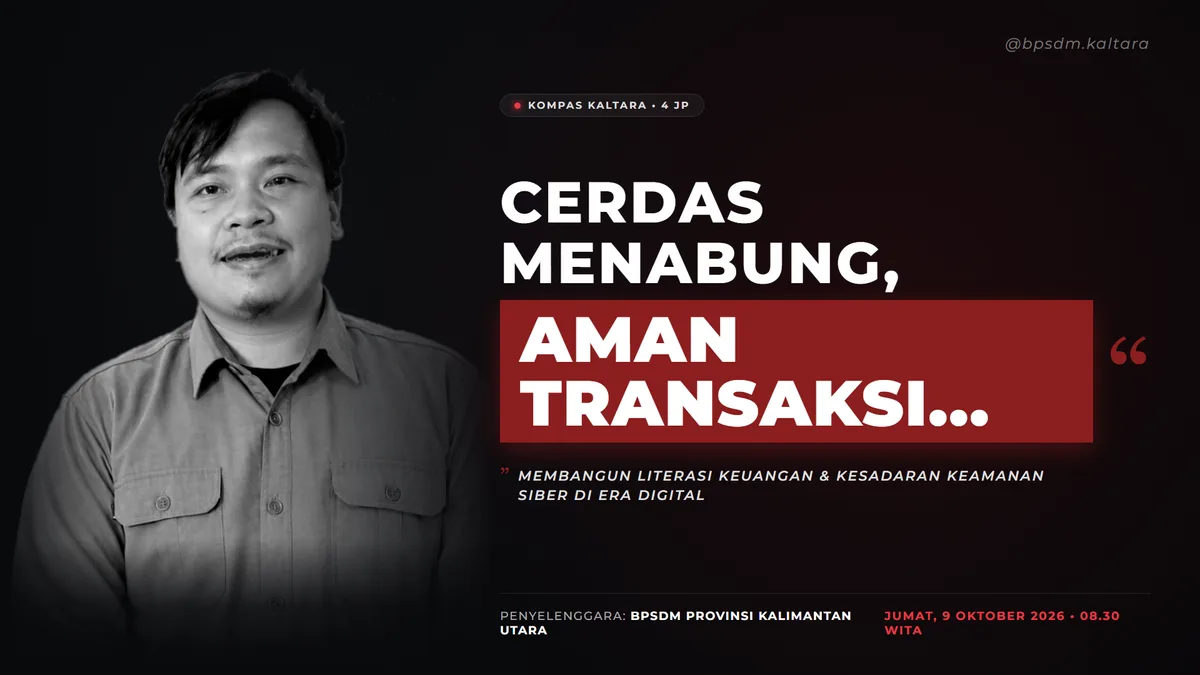 @bpsdm.kaltara
KOMPAS KALTARA • 4 JP
CERDAS
MENABUNG,
AMAN
TRANSAKSI...
“
” MEMBANGUN LITERASI KEUANGAN & KESADARAN KEAMANAN
SIBER DI ERA DIGITAL
PENYELENGGARA: BPSDM PROVINSI KALIMANTAN
UTARA
JUMAT, 9 OKTOBER 2026 • 08.30
WITA